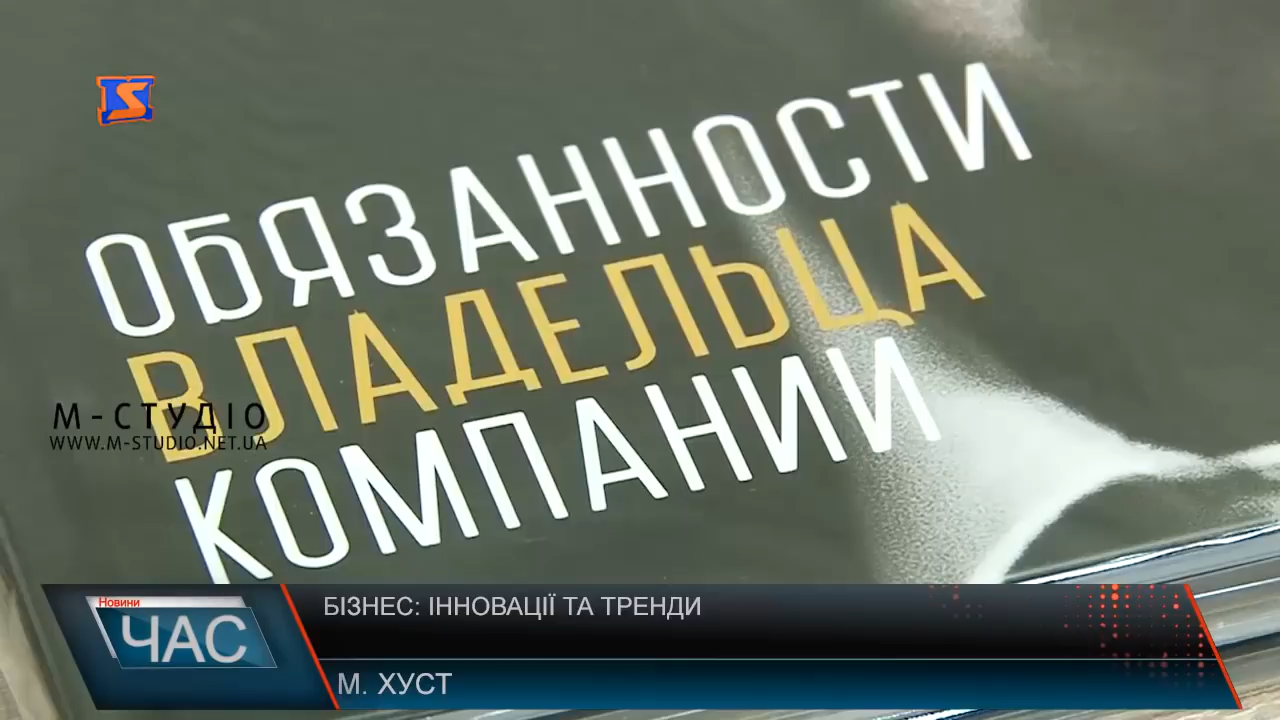 ОБЯЗАННОСТИ
ВЛАДЕЛЬЦА
КОМПАНИИ
М-СТУДІО
WWW.M-STUDIO.NET.UA
Новини
ЧАС
БІЗНЕС: ІННОВАЦІЇ ТА ТРЕНДИ
М. ХУСТ